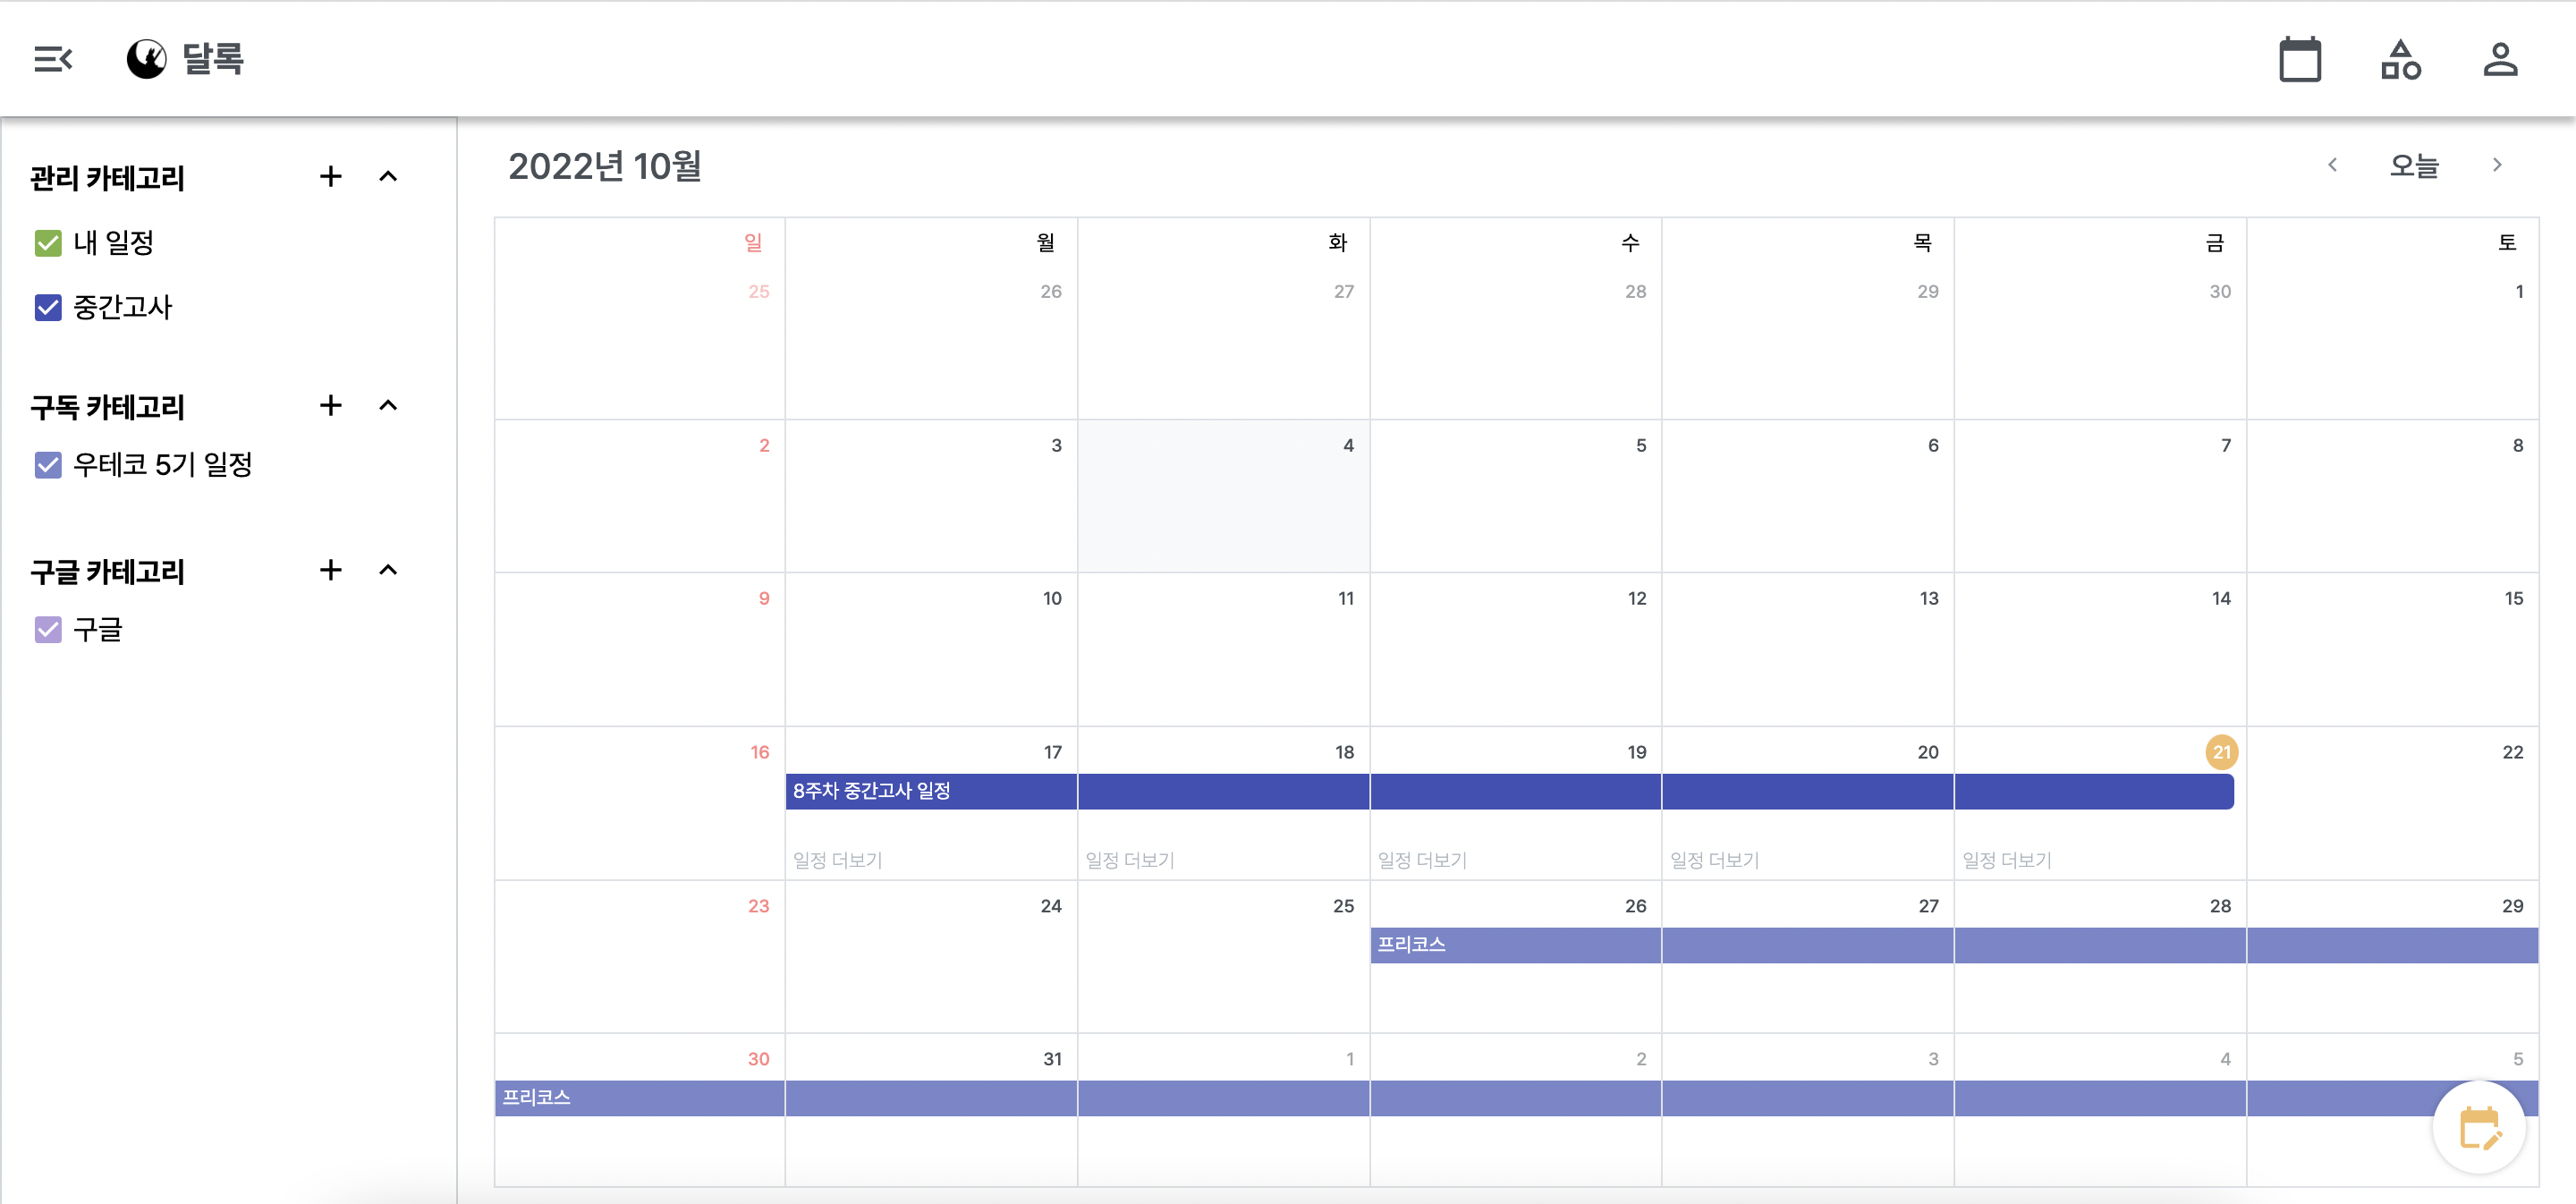 달록
관리 카테고리
내 일정
중간고사
구독 카테고리
우테코 5기 일정
구글 카테고리
구글
2022년 10월
오늘
일 월 화 수 목 금 토
25 26 27 28 29 30 1
2 3 4 5 6 7 8
9 10 11 12 13 14 15
16 17 18 19 20 21 22
8주차 중간고사 일정
일정 더보기 일정 더보기 일정 더보기 일정 더보기 일정 더보기
23 24 25 26 27 28 29
프리코스
30 31 1 2 3 4 5
프리코스